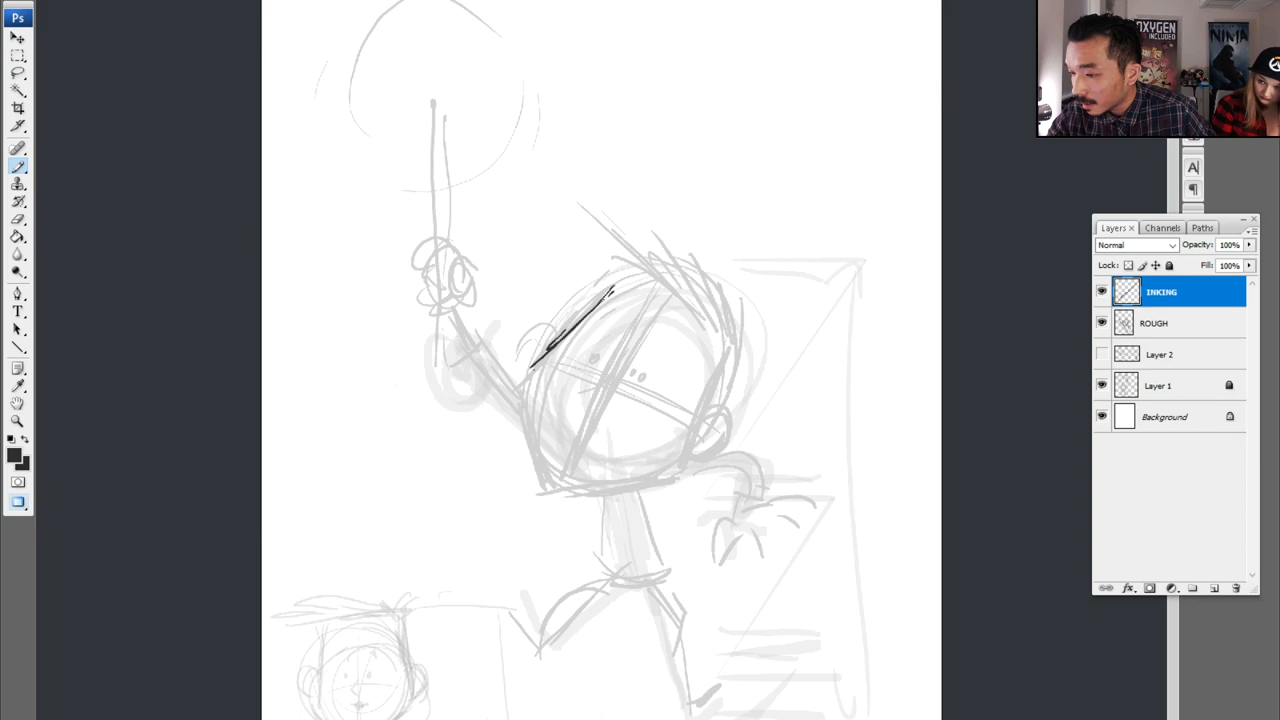 Ps
OXYGEN
INCLUDED
NINJA
A
¶
T
Layers × Channels Paths
Normal Opacity: 100%
Lock: Fill: 100%
INKING
ROUGH
Layer 2
Layer 1
Background
fx